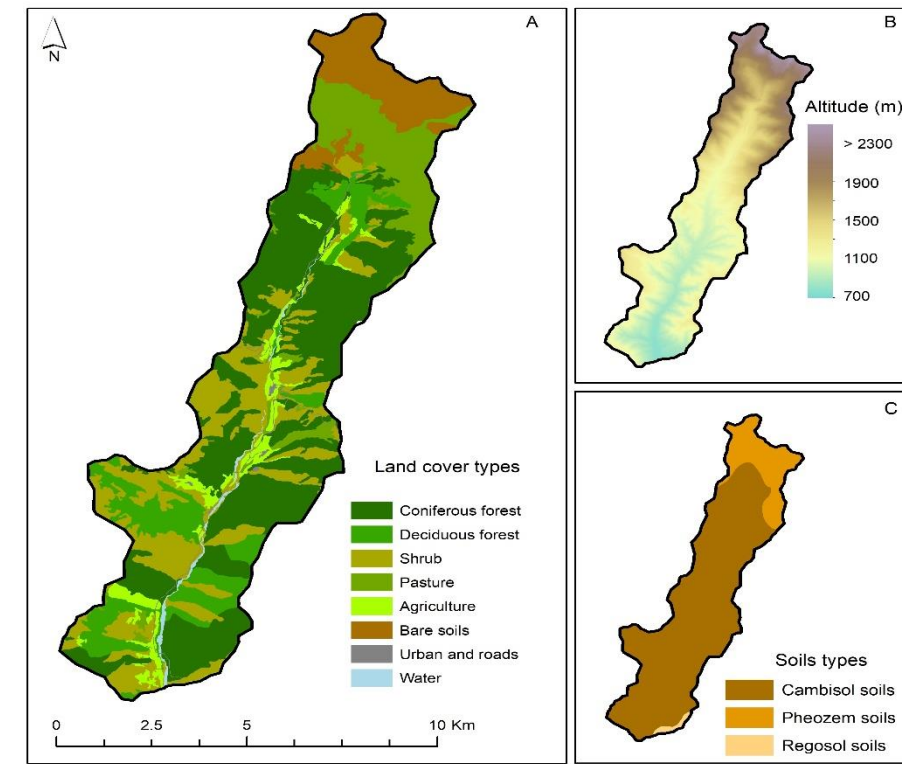 A
N
Land cover types
Coniferous forest
Deciduous forest
Shrub
Pasture
Agriculture
Bare soils
Urban and roads
Water
0 2.5 5 10 Km
B
Altitude (m)
> 2300
1900
1500
1100
700
C
Soils types
Cambisol soils
Pheozem soils
Regosol soils